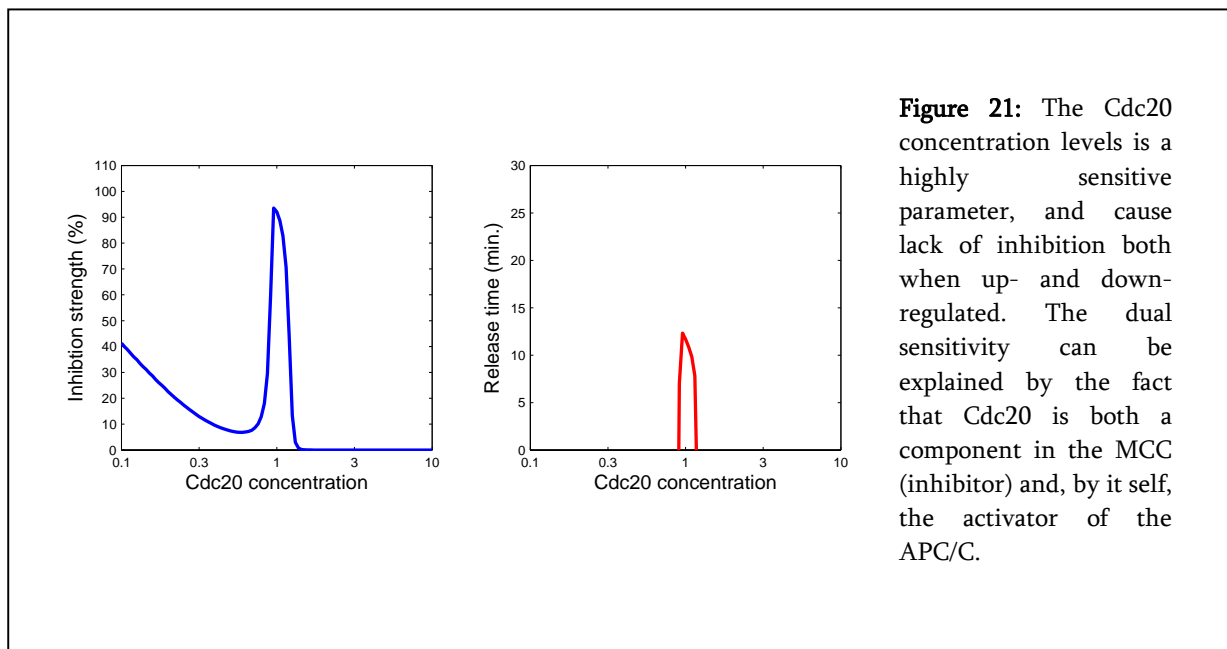 110
100
90
80
70
60
50
40
30
20
10
0
Inhibtion strength (%)
0.1 0.3 1 3 10
Cdc20 concentration
30
25
20
15
10
5
0
Release time (min.)
0.1 0.3 1 3 10
Cdc20 concentration
Figure 21: The Cdc20
concentration levels is a
highly sensitive
parameter, and cause
lack of inhibition both
when up- and down-
regulated. The dual
sensitivity can be
explained by the fact
that Cdc20 is both a
component in the MCC
(inhibitor) and, by it self,
the activator of the
APC/C.